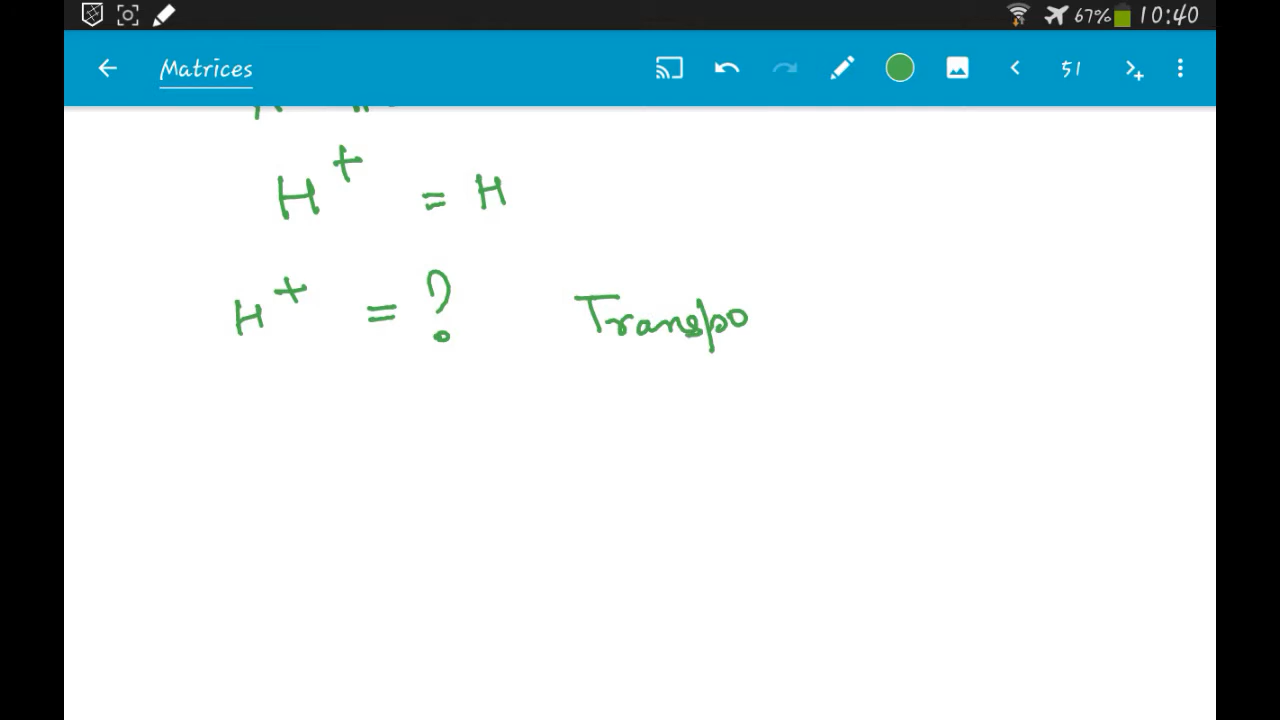 67% 10:40
Matrices 51
H⁺ = H
H⁺ = ? Transpo